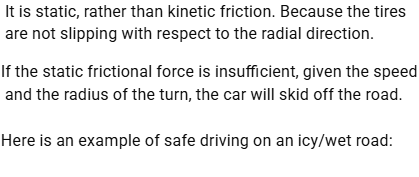 It is static, rather than kinetic friction. Because the tires
are not slipping with respect to the radial direction.
If the static frictional force is insufficient, given the speed
and the radius of the turn, the car will skid off the road.
Here is an example of safe driving on an icy/wet road: